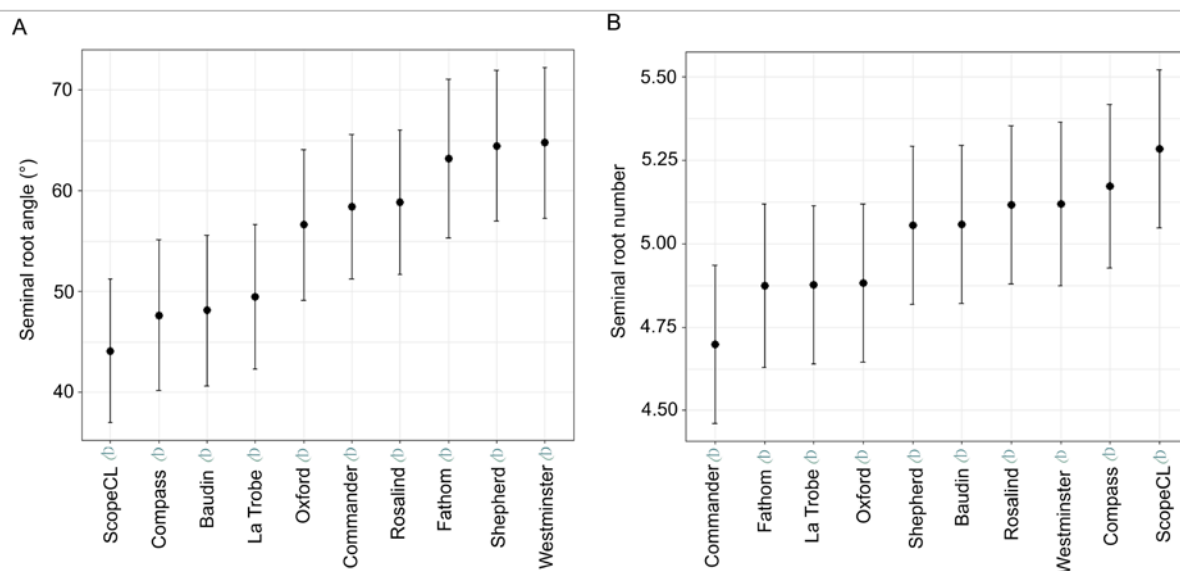 A
Seminal root angle (°)
70
60
50
40
ScopeCL
Compass
Baudin
La Trobe
Oxford
Commander
Rosalind
Fathom
Shepherd
Westminster
B
Seminal root number
5.50
5.25
5.00
4.75
4.50
Commander
Fathom
La Trobe
Oxford
Shepherd
Baudin
Rosalind
Westminster
Compass
ScopeCL